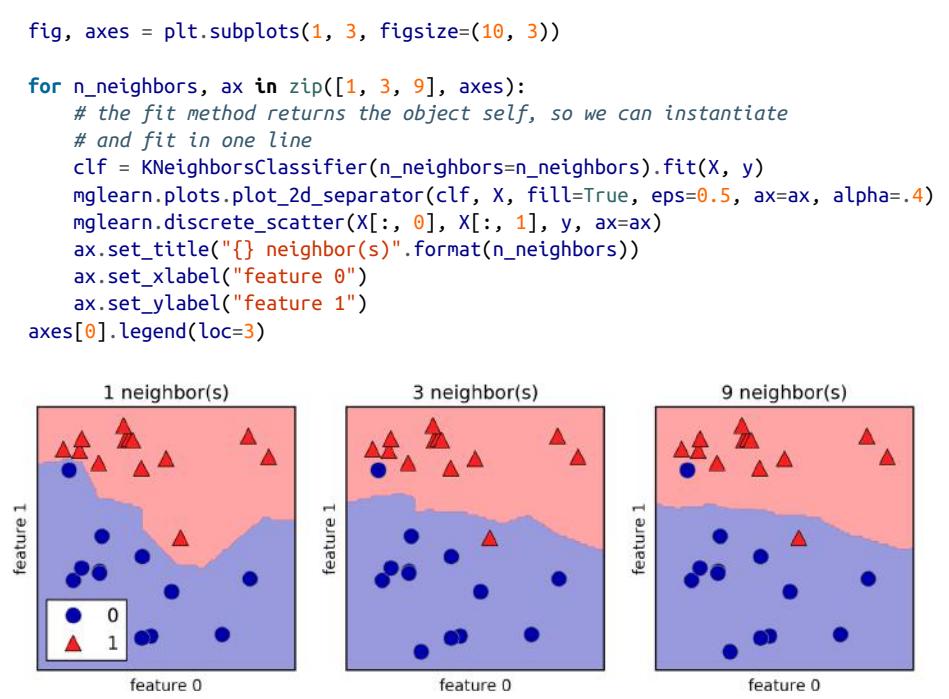 fig, axes = plt.subplots(1, 3, figsize=(10, 3))
for n_neighbors, ax in zip([1, 3, 9], axes):
    # the fit method returns the object self, so we can instantiate
    # and fit in one line
    clf = KNeighborsClassifier(n_neighbors=n_neighbors).fit(X, y)
    mglearn.plots.plot_2d_separator(clf, X, fill=True, eps=0.5, ax=ax, alpha=.4)
    mglearn.discrete_scatter(X[:, 0], X[:, 1], y, ax=ax)
    ax.set_title("{} neighbor(s)".format(n_neighbors))
    ax.set_xlabel("feature 0")
    ax.set_ylabel("feature 1")
axes[0].legend(loc=3)
1 neighbor(s)
feature 1
0
1
feature 0
3 neighbor(s)
feature 1
feature 0
9 neighbor(s)
feature 1
feature 0